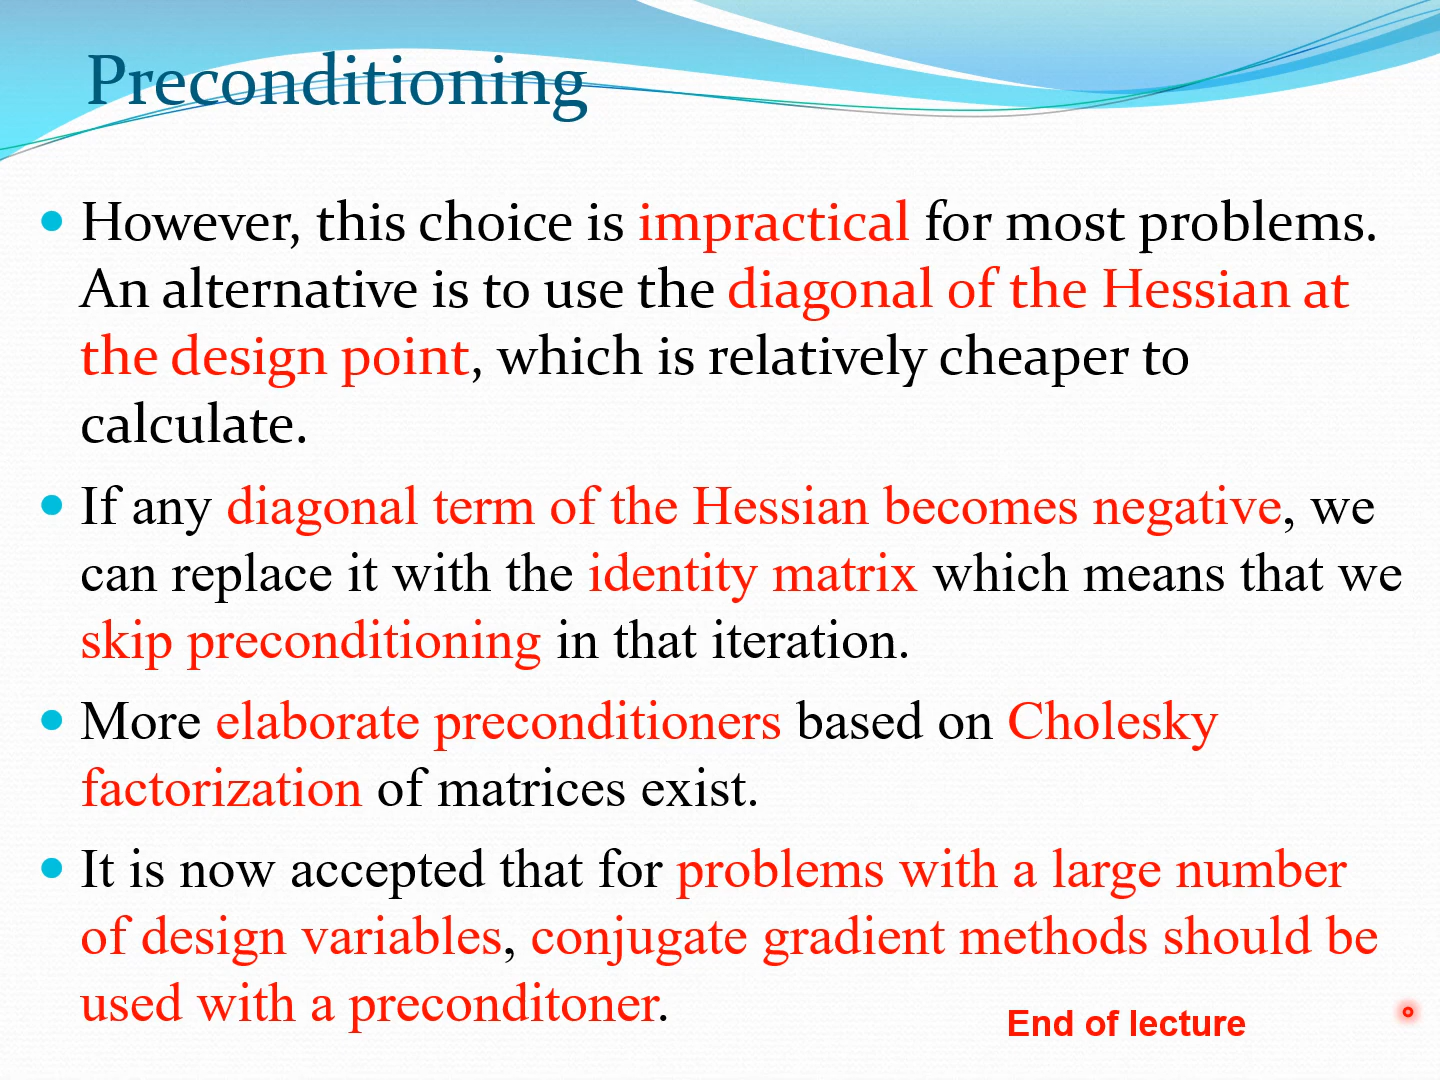 Preconditioning
• However, this choice is impractical for most problems.
An alternative is to use the diagonal of the Hessian at
the design point, which is relatively cheaper to
calculate.
• If any diagonal term of the Hessian becomes negative, we
can replace it with the identity matrix which means that we
skip preconditioning in that iteration.
• More elaborate preconditioners based on Cholesky
factorization of matrices exist.
• It is now accepted that for problems with a large number
of design variables, conjugate gradient methods should be
used with a preconditoner.
End of lecture